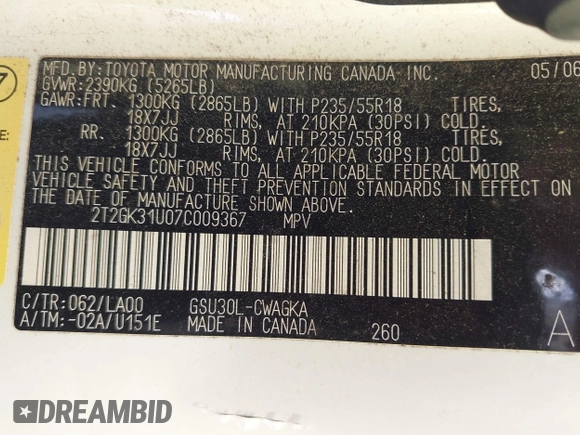 7
E:
MFD.BY:TOYOTA MOTOR MANUFACTURING CANADA INC. 05/06
GVWR:2390KG (5265LB)
GAWR:FRT. 1300KG (2865LB) WITH P235/55R18 TIRES,
18X7JJ RIMS, AT 210KPA (30PSI) COLD.
RR. 1300KG (2865LB) WITH P235/55R18 TIRES,
18X7JJ RIMS, AT 210KPA (30PSI) COLD.
THIS VEHICLE CONFORMS TO ALL APPLICABLE FEDERAL MOTOR
VEHICLE SAFETY AND THEFT PREVENTION STANDARDS IN EFFECT ON
THE DATE OF MANUFACTURE SHOWN ABOVE.
2T2GK31U07C009367 MPV
C/TR:062/LA00 GSU30L-CWAGKA
A/TM:-02A/U151E MADE IN CANADA 260 A
DREAMBID